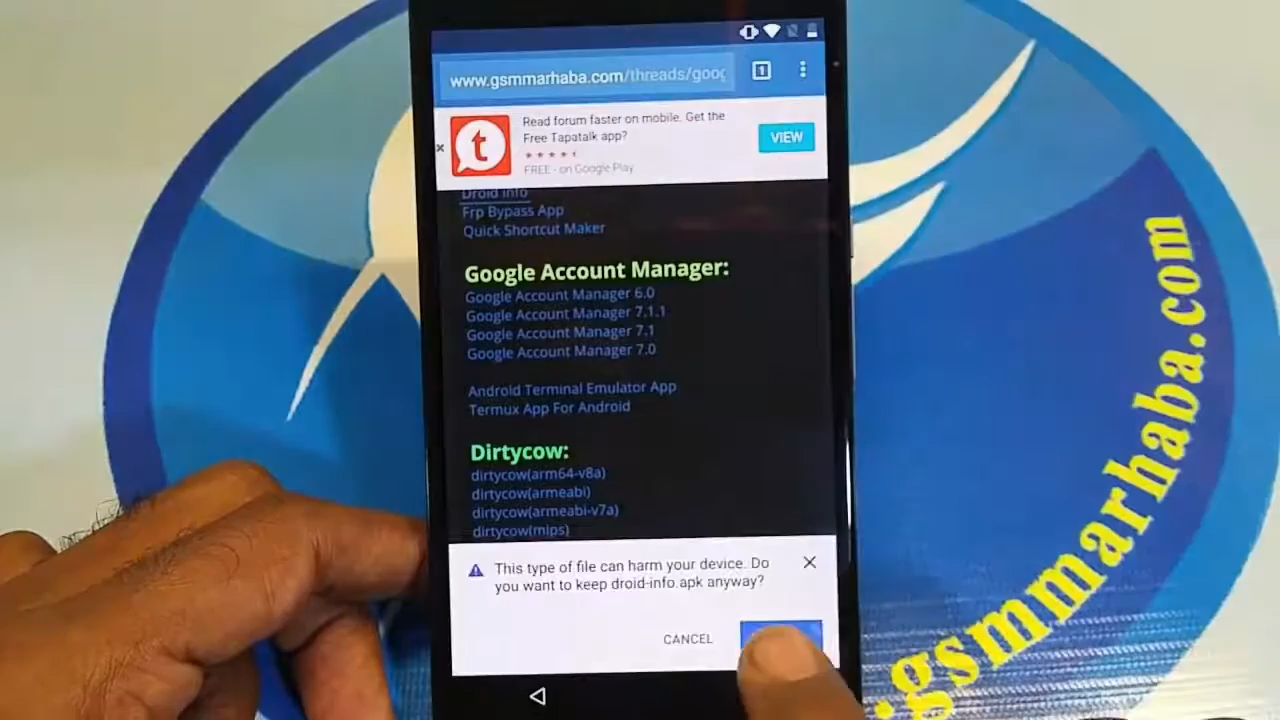 www.gsmmarhaba.com/threads/goog
1
Read forum faster on mobile. Get the
Free Tapatalk app?
FREE - on Google Play
VIEW
t
Droid Info
Frp Bypass App
Quick Shortcut Maker
Google Account Manager:
Google Account Manager 6.0
Google Account Manager 7.1.1
Google Account Manager 7.1
Google Account Manager 7.0
Android Terminal Emulator App
Termux App For Android
Dirtycow:
dirtycow(arm64-v8a)
dirtycow(armeabi)
dirtycow(armeabi-v7a)
dirtycow(mips)
This type of file can harm your device. Do
you want to keep droid-info.apk anyway?
CANCEL
gsmmarhaba.com